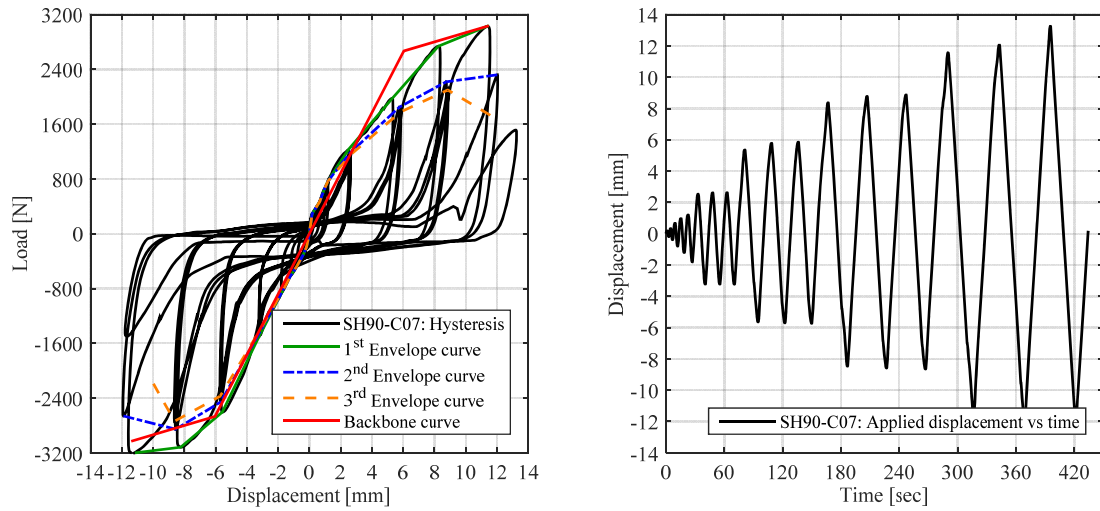 3200
2400
1600
800
0
-800
-1600
-2400
-3200
Load [N]
SH90-C07: Hysteresis
1st Envelope curve
2nd Envelope curve
3rd Envelope curve
Backbone curve
-14 -12 -10 -8 -6 -4 -2 0 2 4 6 8 10 12 14
Displacement [mm]
14
12
10
8
6
4
2
0
-2
-4
-6
-8
-10
-12
-14
Displacement [mm]
SH90-C07: Applied displacement vs time
0 60 120 180 240 300 360 420
Time [sec]